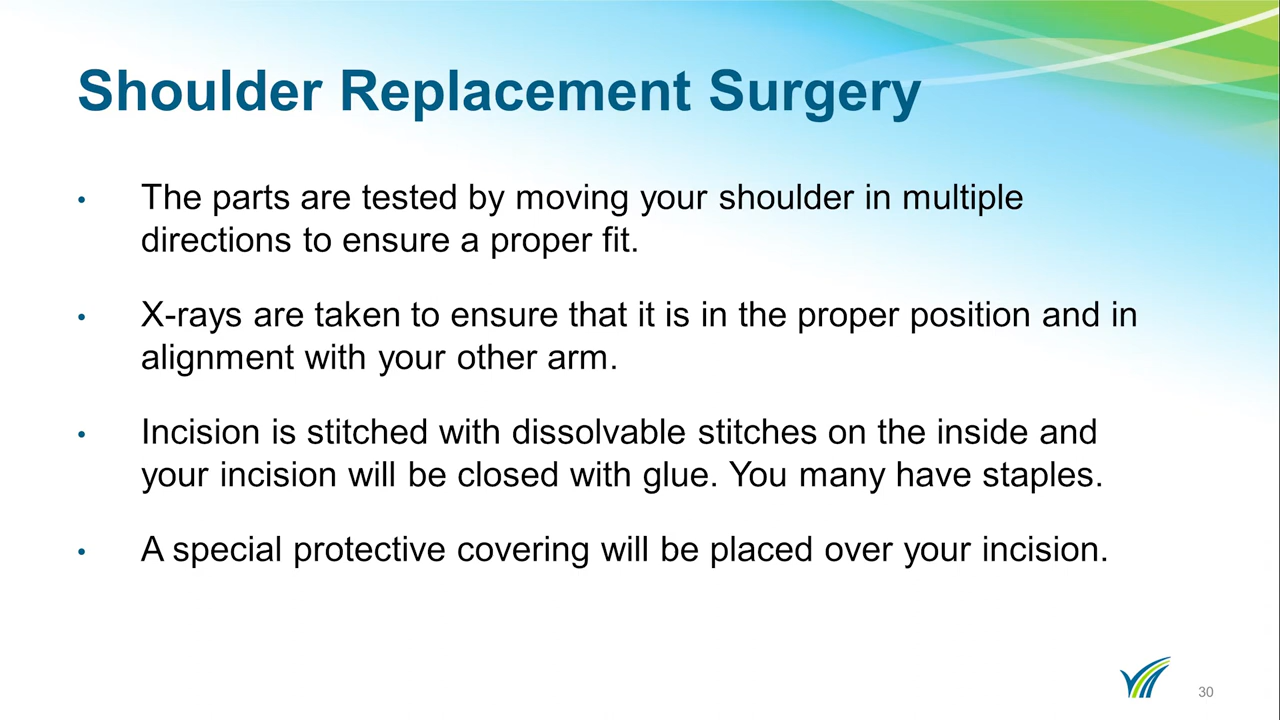 Shoulder Replacement Surgery
• The parts are tested by moving your shoulder in multiple
directions to ensure a proper fit.
• X-rays are taken to ensure that it is in the proper position and in
alignment with your other arm.
• Incision is stitched with dissolvable stitches on the inside and
your incision will be closed with glue. You many have staples.
• A special protective covering will be placed over your incision.
30